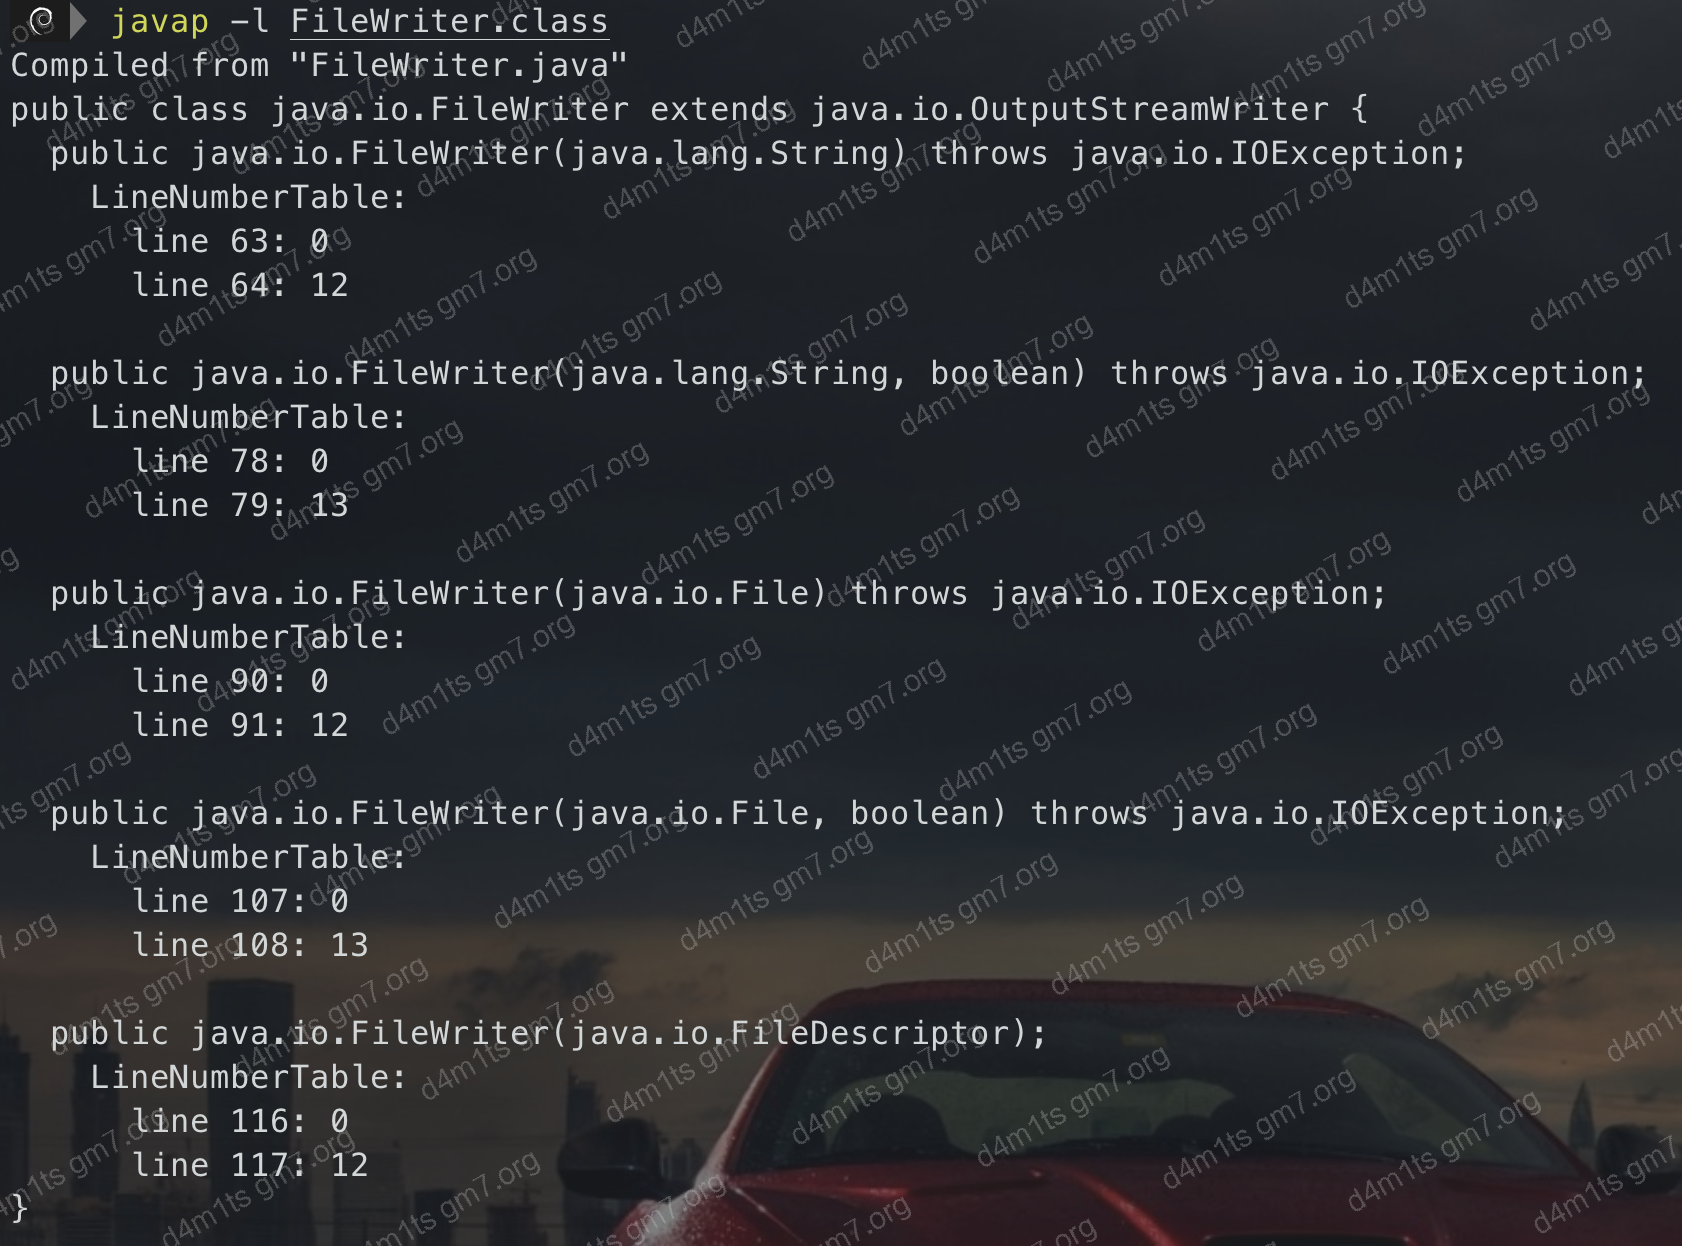 javap -l FileWriter.class
Compiled from "FileWriter.java"
public class java.io.FileWriter extends java.io.OutputStreamWriter {
  public java.io.FileWriter(java.lang.String) throws java.io.IOException;
    LineNumberTable:
      line 63: 0
      line 64: 12

  public java.io.FileWriter(java.lang.String, boolean) throws java.io.IOException;
    LineNumberTable:
      line 78: 0
      line 79: 13

  public java.io.FileWriter(java.io.File) throws java.io.IOException;
    LineNumberTable:
      line 90: 0
      line 91: 12

  public java.io.FileWriter(java.io.File, boolean) throws java.io.IOException;
    LineNumberTable:
      line 107: 0
      line 108: 13

  public java.io.FileWriter(java.io.FileDescriptor);
    LineNumberTable:
      line 116: 0
      line 117: 12
}
d4m1ts gm7.org